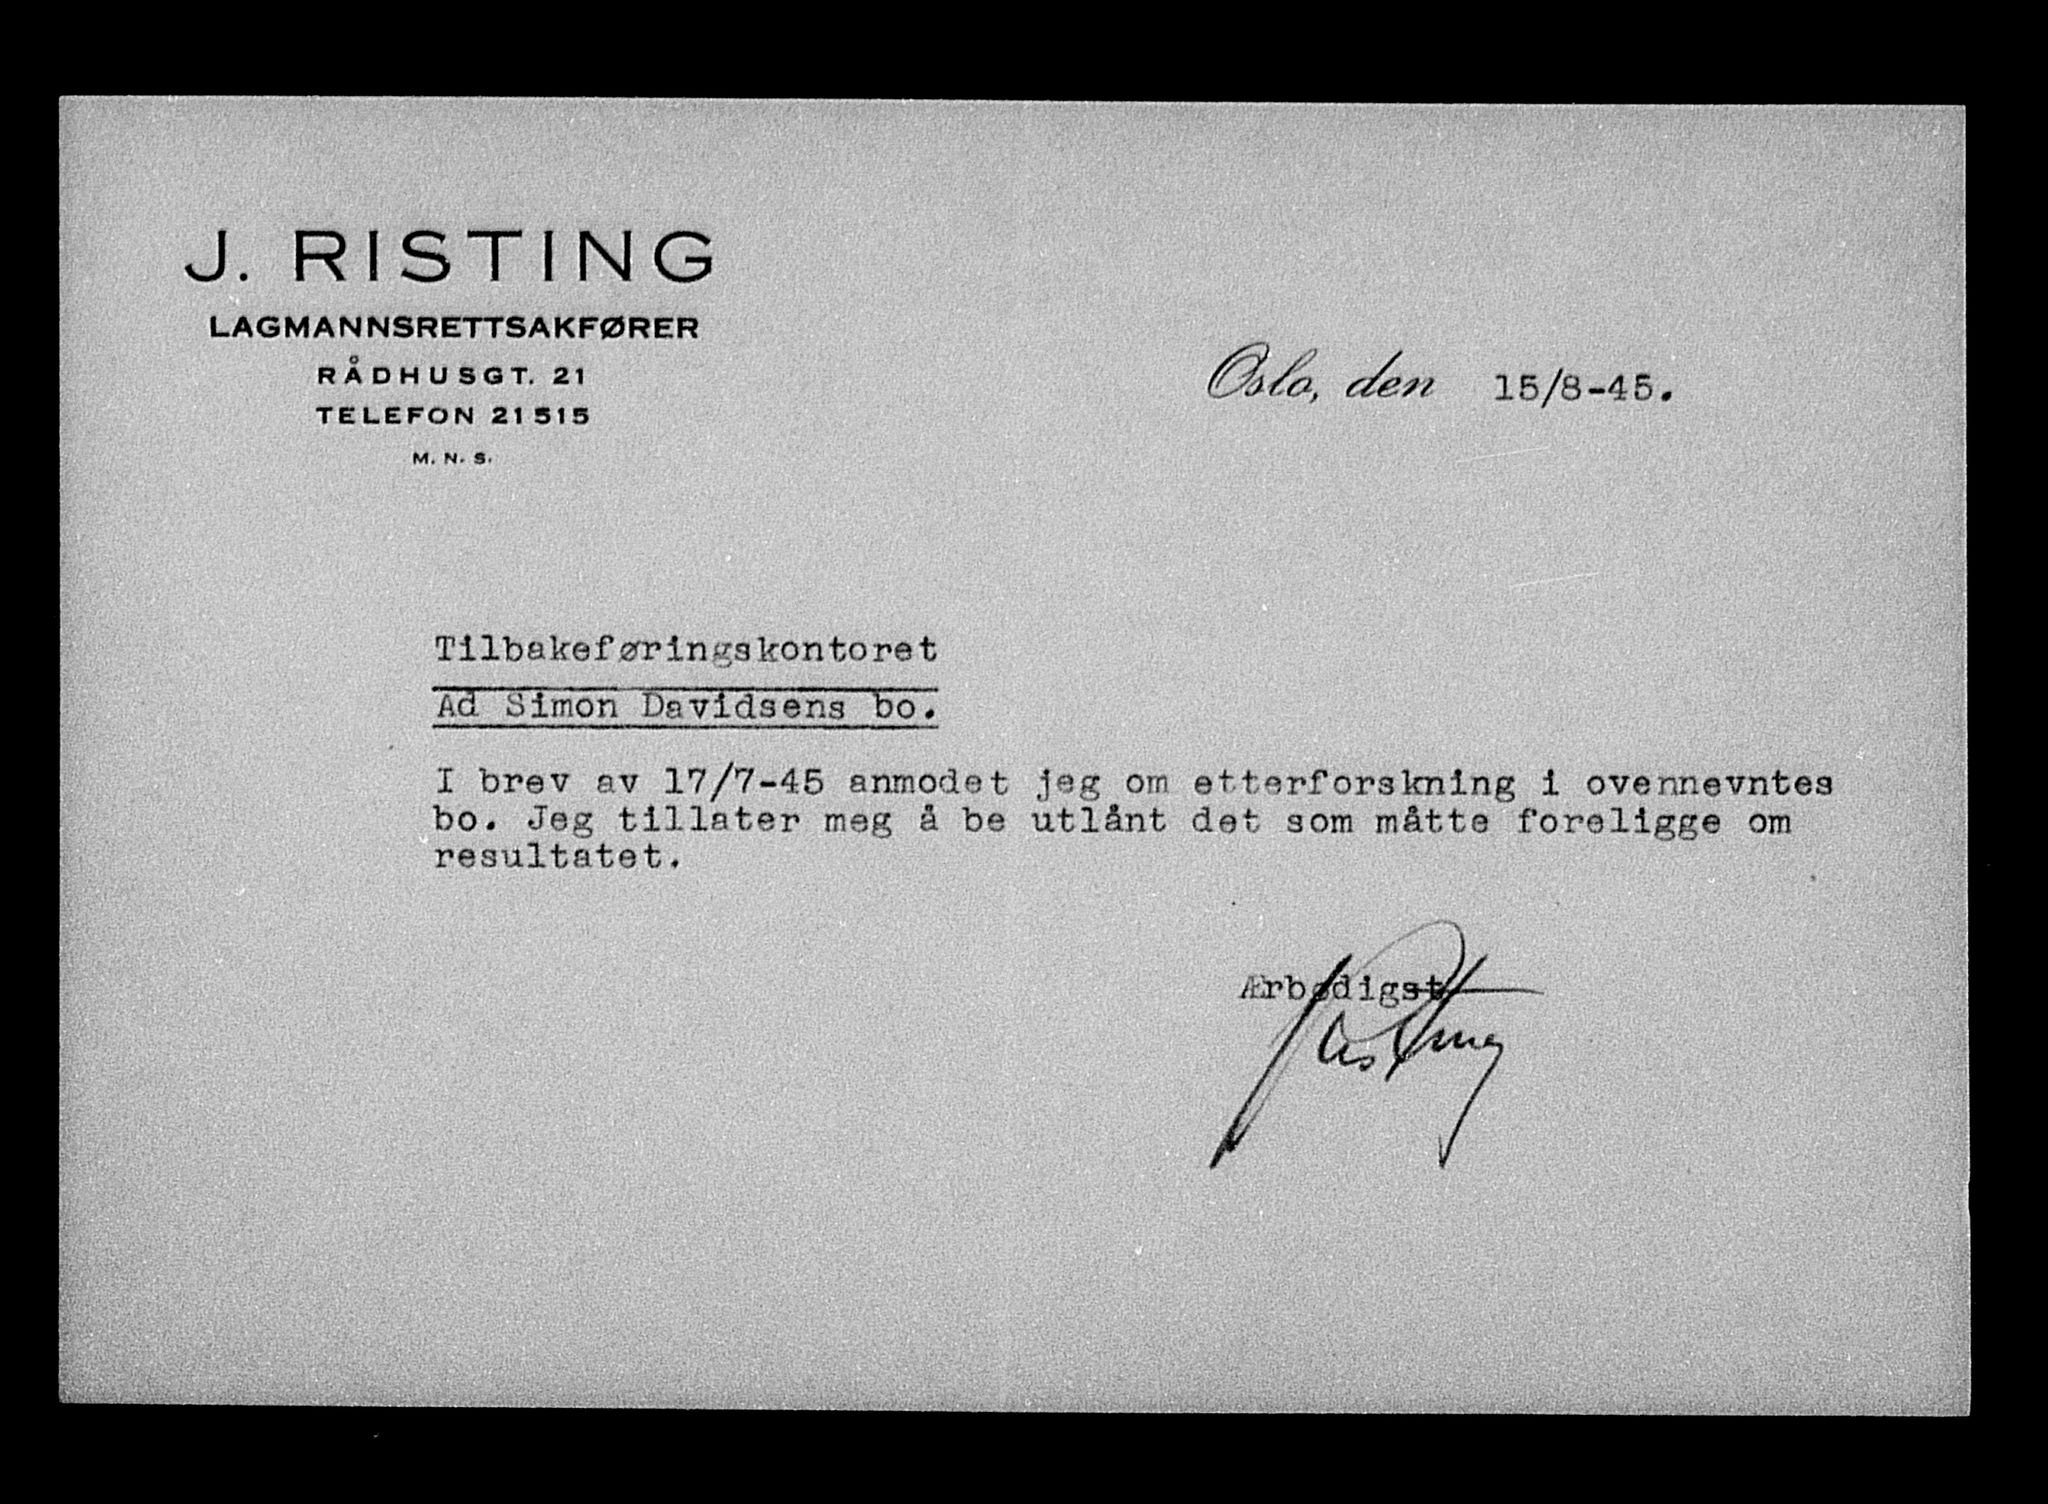 J. RISTING
LAGMANNSRETTSAKFØRER
RÅDHUSGT. 21
TELEFON 21515
M. N. S.
Oslo, den 15/8-45.
Tilbakeføringskontoret
Ad Simon Davidsens bo.
I brev av 17/7-45 anmodet jeg om etterforskning i ovennevntes
bo. Jeg tillater meg å be utlånt det som måtte foreligge om
resultatet.
Ærbødigst
J Risting